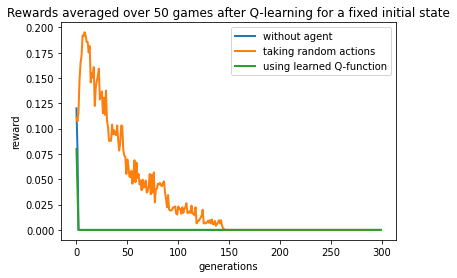 Rewards averaged over 50 games after Q-learning for a fixed initial state
0.200
0.175
0.150
0.125
0.100
0.075
0.050
0.025
0.000
reward
without agent
taking random actions
using learned Q-function
0
50
100
150
200
250
300
generations